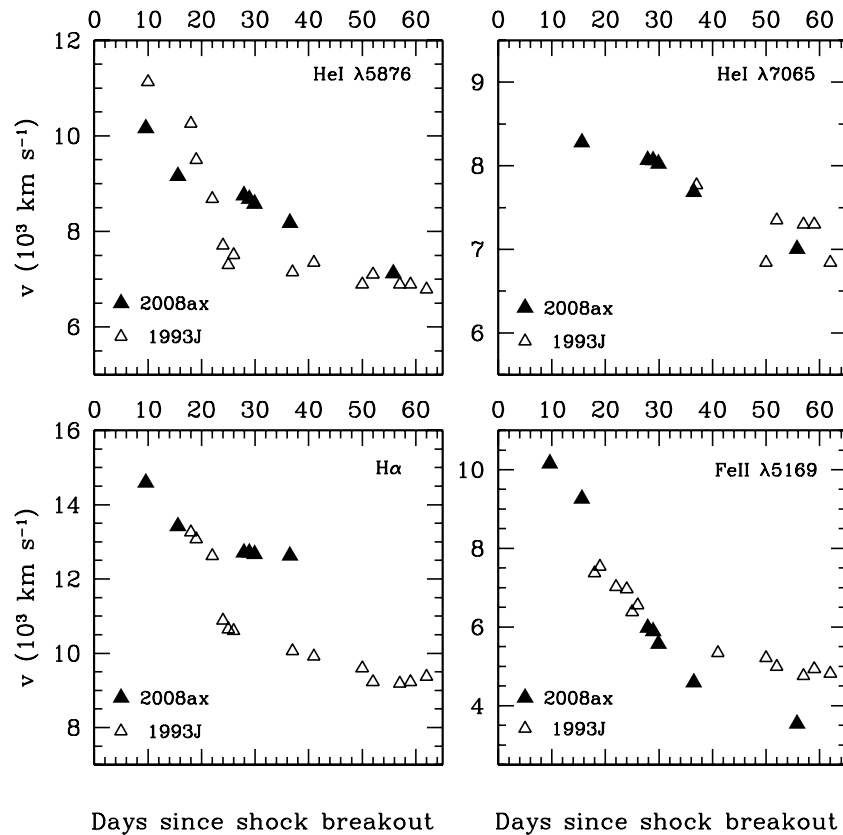 0 10 20 30 40 50 60
0 10 20 30 40 50 60
12
10
8
6
v (10³ km s⁻¹)
HeI λ5876
2008ax
1993J
9
8
7
6
HeI λ7065
2008ax
1993J
0 10 20 30 40 50 60
0 10 20 30 40 50 60
16
14
12
10
8
v (10³ km s⁻¹)
Hα
2008ax
1993J
10
8
6
4
FeII λ5169
2008ax
1993J
Days since shock breakout
Days since shock breakout